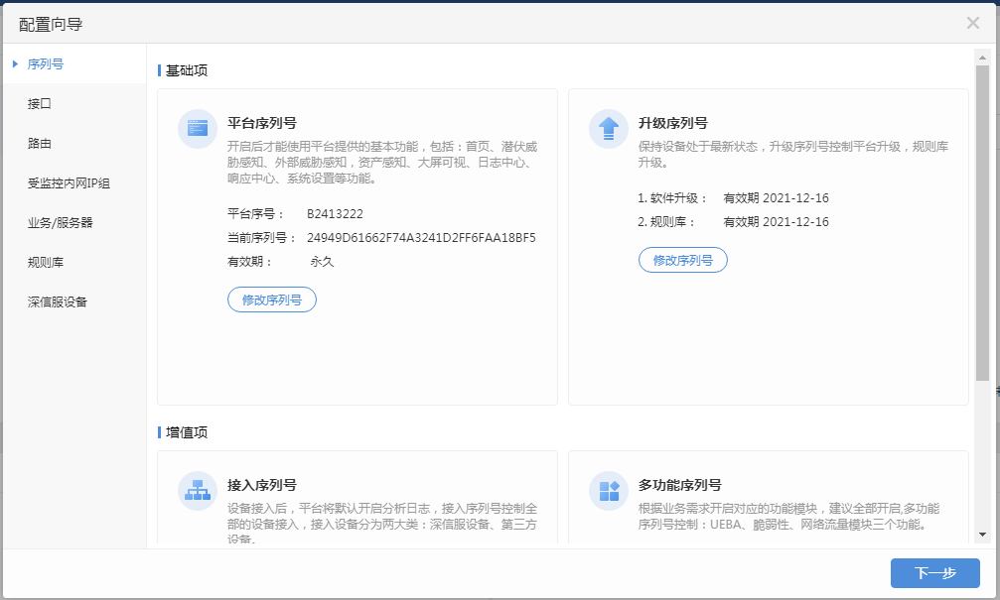 配置向导
序列号
接口
路由
受监控内网IP组
业务/服务器
规则库
深信服设备
基础项
平台序列号
开启后才能使用平台提供的基本功能，包括：首页、潜伏威
胁感知、外部威胁感知，资产感知、大屏可视、日志中心、
响应中心、系统设置等功能。
平台序号： B2413222
当前序列号： 24949D61662F74A3241D2FF6FAA18BF5
有效期： 永久
修改序列号
升级序列号
保持设备处于最新状态，升级序列号控制平台升级，规则库
升级。
1. 软件升级： 有效期 2021-12-16
2. 规则库： 有效期 2021-12-16
修改序列号
增值项
接入序列号
设备接入后，平台将默认开启分析日志，接入序列号控制全
部的设备接入，接入设备分为两大类：深信服设备、第三方
设备。
多功能序列号
根据业务需求开启对应的功能模块，建议全部开启,多功能
序列号控制：UEBA、脆弱性、网络流量模块三个功能。
下一步